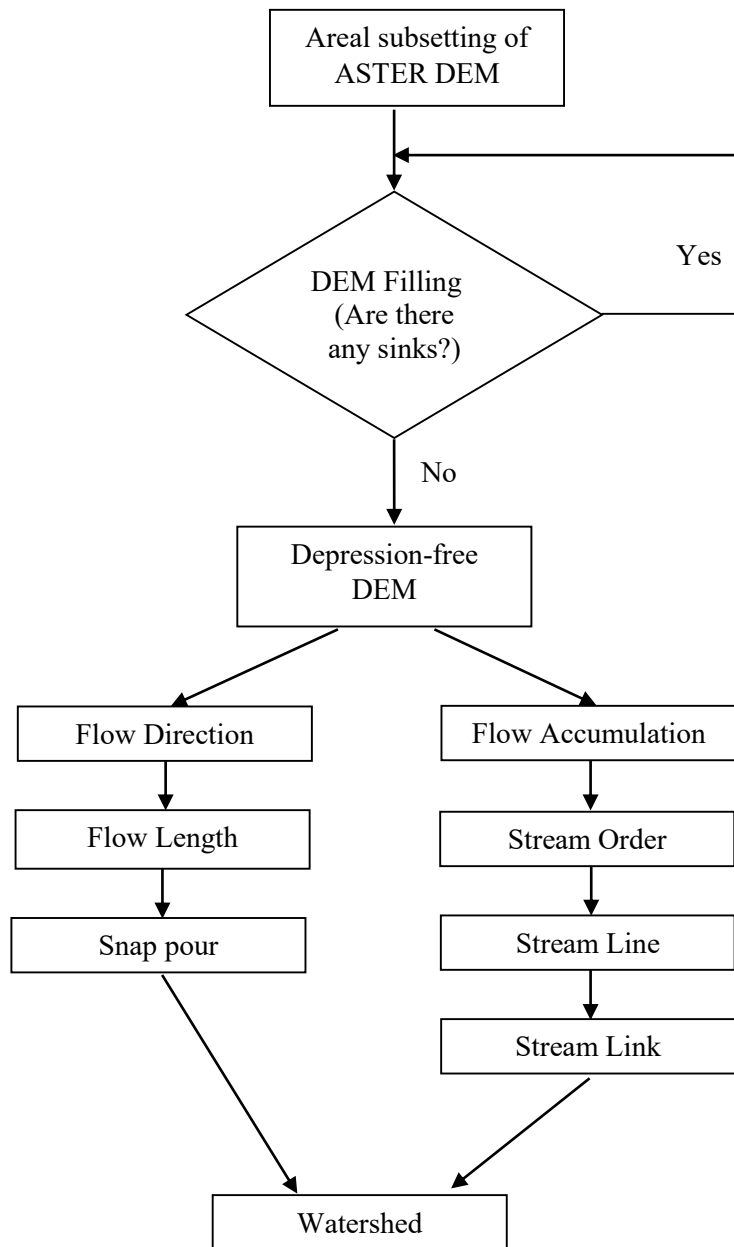 Areal subsetting of
ASTER DEM
Yes
DEM Filling
(Are there
any sinks?)
No
Depression-free
DEM
Flow Direction
Flow Accumulation
Flow Length
Stream Order
Snap pour
Stream Line
Stream Link
Watershed